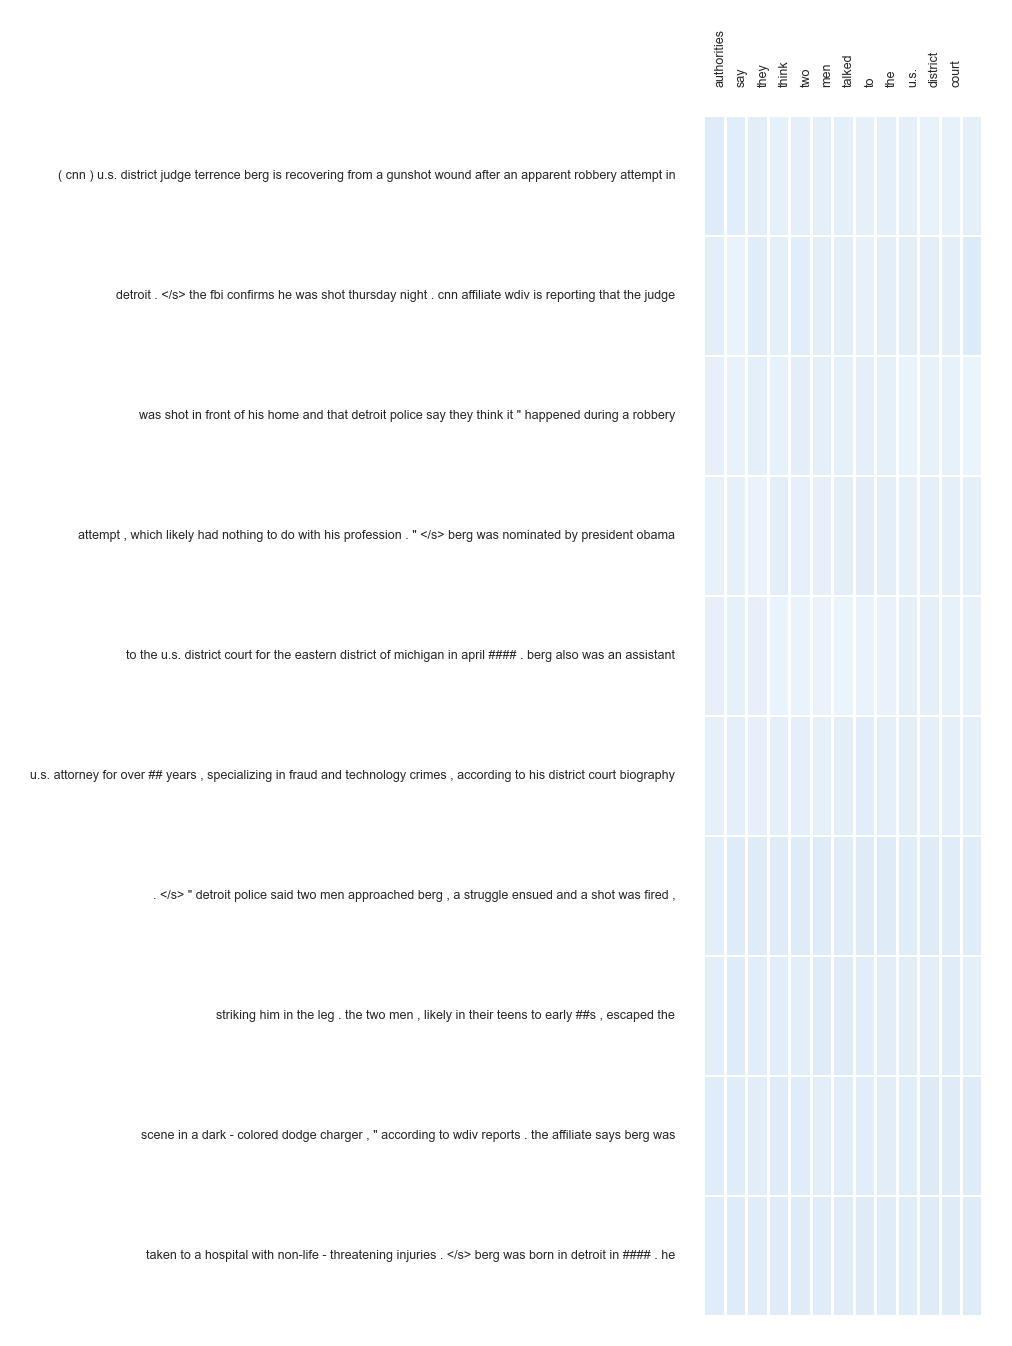 authorities
say
they
think
two
men
talked
to
the
u.s.
district
court
( cnn ) u.s. district judge terrence berg is recovering from a gunshot wound after an apparent robbery attempt in
detroit . </s> the fbi confirms he was shot thursday night . cnn affiliate wdiv is reporting that the judge
was shot in front of his home and that detroit police say they think it " happened during a robbery
attempt , which likely had nothing to do with his profession . " </s> berg was nominated by president obama
to the u.s. district court for the eastern district of michigan in april #### . berg also was an assistant
u.s. attorney for over ## years , specializing in fraud and technology crimes , according to his district court biography
. </s> " detroit police said two men approached berg , a struggle ensued and a shot was fired ,
striking him in the leg . the two men , likely in their teens to early ##s , escaped the
scene in a dark - colored dodge charger , " according to wdiv reports . the affiliate says berg was
taken to a hospital with non-life - threatening injuries . </s> berg was born in detroit in #### . he